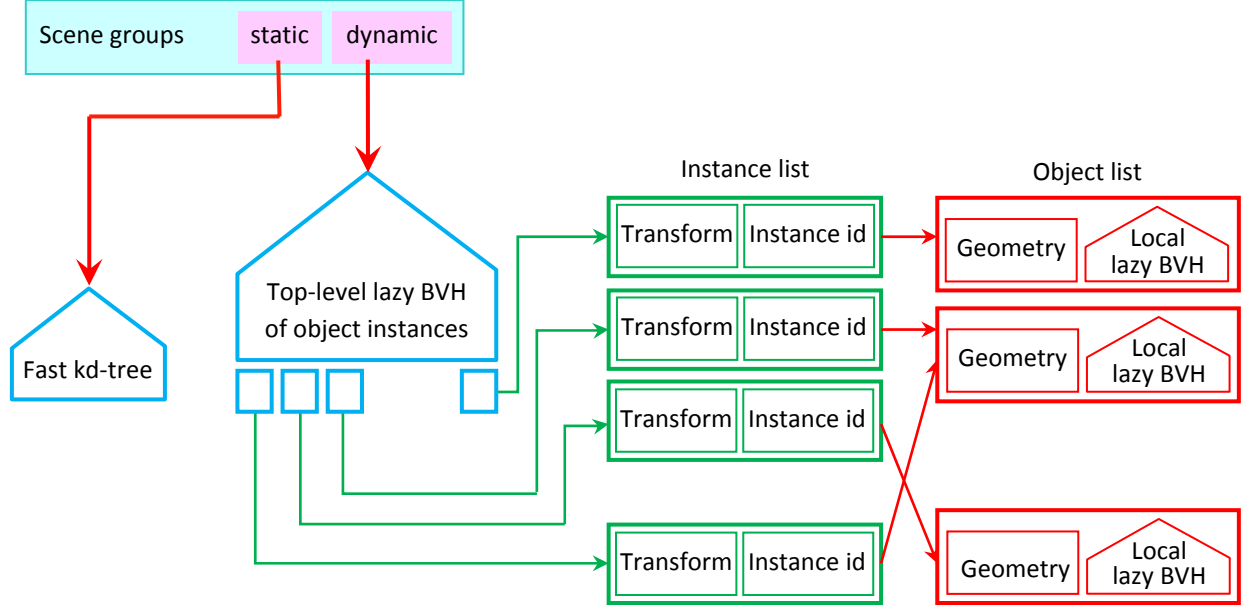 Scene groups
static
dynamic
Instance list
Object list
Transform
Instance id
Geometry
Local
lazy BVH
Top-level lazy BVH
of object instances
Transform
Instance id
Geometry
Local
lazy BVH
Fast kd-tree
Transform
Instance id
Transform
Instance id
Geometry
Local
lazy BVH